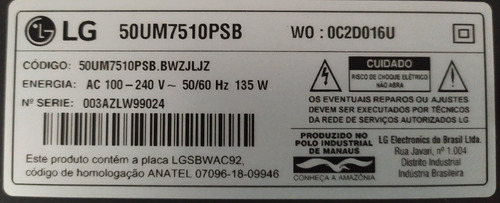 LG 50UM7510PSB WO : 0C2D016U
CÓDIGO: 50UM7510PSB.BWZJLJZ
ENERGIA: AC 100-240 V~ 50/60 Hz 135 W
Nº SERIE: 003AZLW99024
CUIDADO
RISCO DE CHOQUE ELÉTRICO
NÃO ABRA
OS EVENTUAIS REPAROS OU AJUSTES
DEVEM SER EXECUTADOS POR TÉCNICOS
DA REDE DE SERVIÇOS AUTORIZADOS LG
Este produto contém a placa LGSBWAC92,
código de homologação ANATEL 07096-18-09946
PRODUZIDO NO
POLO INDUSTRIAL
DE MANAUS
CONHEÇA A AMAZÔNIA
LG Electronics do Brasil Ltda.
Rua Javari, nº 1.004
Distrito Industrial
Indústria Brasileira